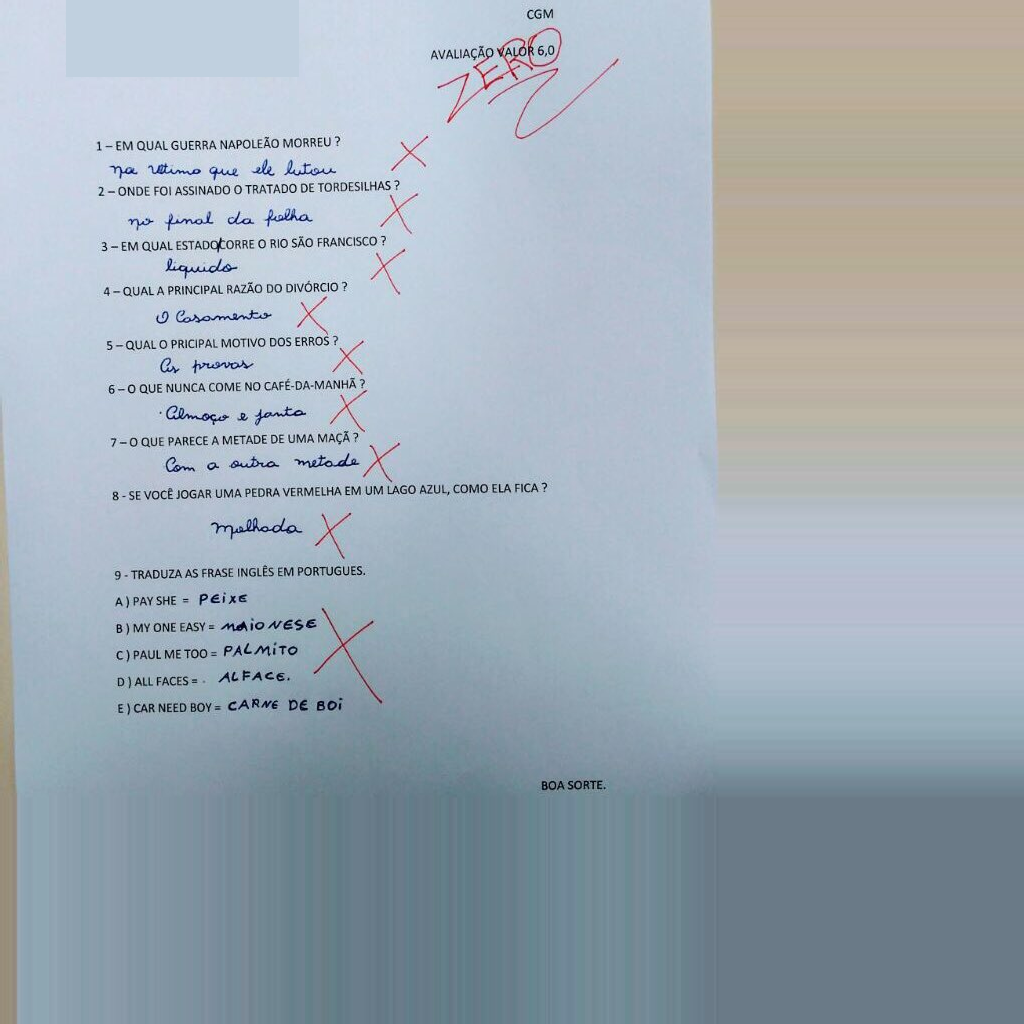 CGM
AVALIAÇÃO VALOR 6,0
ZERO
1 – EM QUAL GUERRA NAPOLEÃO MORREU ?
na ultima que ele lutou
2 – ONDE FOI ASSINADO O TRATADO DE TORDESILHAS ?
no final da folha
3 – EM QUAL ESTADO/CORRE O RIO SÃO FRANCISCO ?
liquido
4 – QUAL A PRINCIPAL RAZÃO DO DIVÓRCIO ?
O Casamento
5 – QUAL O PRICIPAL MOTIVO DOS ERROS ?
As provas
6 – O QUE NUNCA COME NO CAFÉ-DA-MANHÃ ?
Almoço e janta
7 – O QUE PARECE A METADE DE UMA MAÇÃ ?
Com a outra metade
8 - SE VOCÊ JOGAR UMA PEDRA VERMELHA EM UM LAGO AZUL, COMO ELA FICA ?
Molhada
9 - TRADUZA AS FRASE INGLÊS EM PORTUGUES.
A ) PAY SHE = PEIXE
B ) MY ONE EASY = MAIONESE
C ) PAUL ME TOO = PALMITO
D ) ALL FACES = ALFACE.
E ) CAR NEED BOY = CARNE DE BOI
BOA SORTE.